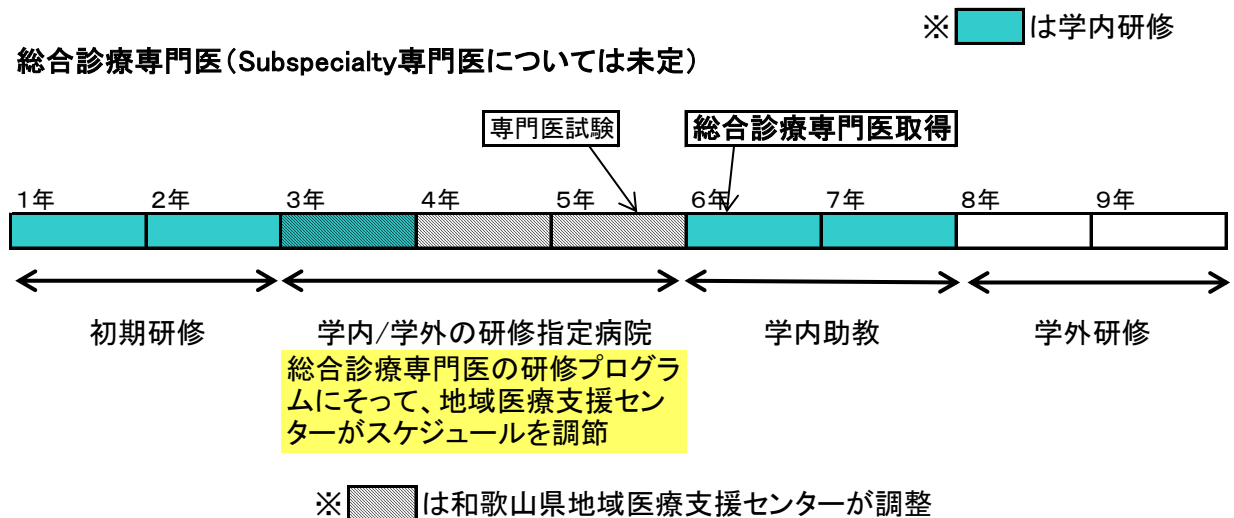 ※は学内研修
総合診療専門医(Subspecialty専門医については未定)
専門医試験
総合診療専門医取得
1年 2年 3年 4年 5年 6年 7年 8年 9年
初期研修 学内/学外の研修指定病院 学内助教 学外研修
総合診療専門医の研修プログラ
ムにそって、地域医療支援セン
ターがスケジュールを調節
※は和歌山県地域医療支援センターが調整